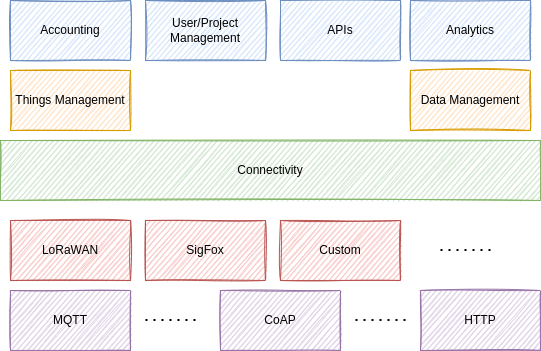 Accounting
User/Project
Management
APIs
Analytics
Things Management
Data Management
Connectivity
LoRaWAN
SigFox
Custom
.......
MQTT
.......
CoAP
.......
HTTP